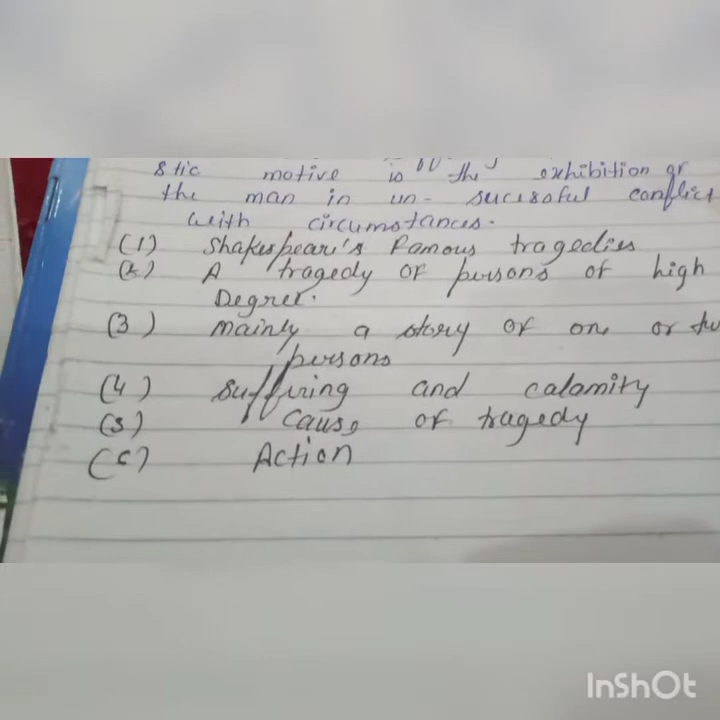 stic motive is the exhibition of
the man in un- sucessful conflict
with circumstances.
(1) Shakespear's Famous tragedies
(2) A tragedy of persons of high
Degree.
(3) mainly a story of one or tw
persons
(4) suffering and calamity
(5) Cause of tragedy
(6) Action
InShOt